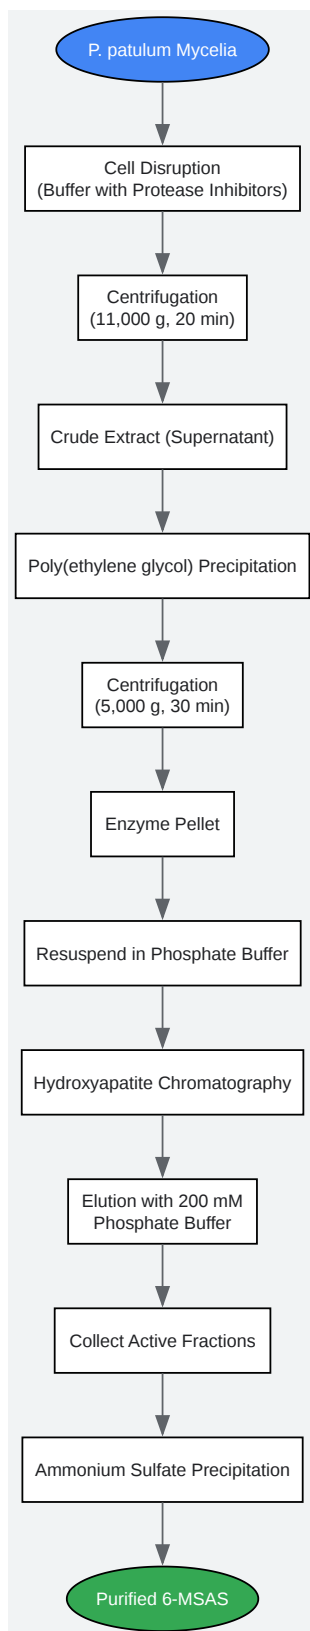 P. patulum Mycelia
Cell Disruption
(Buffer with Protease Inhibitors)
Centrifugation
(11,000 g, 20 min)
Crude Extract (Supernatant)
Poly(ethylene glycol) Precipitation
Centrifugation
(5,000 g, 30 min)
Enzyme Pellet
Resuspend in Phosphate Buffer
Hydroxyapatite Chromatography
Elution with 200 mM
Phosphate Buffer
Collect Active Fractions
Ammonium Sulfate Precipitation
Purified 6-MSAS